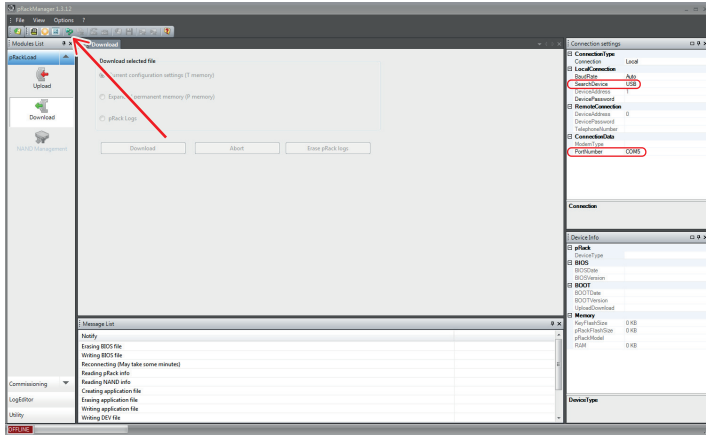 pRackManager 1.3.12
File View Options ?
Modules List
pRackLoad
Upload
Download
NAND Management
Commissioning
LogEditor
Utility
OFFLINE
Download
Download selected file
Current configuration settings (T memory)
permanent memory (P memory)
pRack Logs
Download Abort Erase pRack logs
Message List
Notify
Erasing BIOS file
Writing BIOS file
Reconnecting (May take some minutes)
Reading pRack info
Reading NAND info
Creating application file
Erasing application file
Writing application file
Writing DEV file
Connection settings
ConnectionType
Connection Local
LocalConnection
BaudRate Auto
SearchDevice USB
DeviceAddress 1
DevicePassword
RemoteConnection
DeviceAddress 0
DevicePassword
TelephoneNumber
ConnectionData
ModemType
PortNumber COM5
Connection
Device Info
pRack
DeviceType
BIOS
BIOSDate
BIOSVersion
BOOT
BOOTDate
BOOTVersion
UploadDownload
Memory
KeyFlashSize 0 KB
pRackFlashSize 0 KB
pRackModel
RAM 0 KB
DeviceType